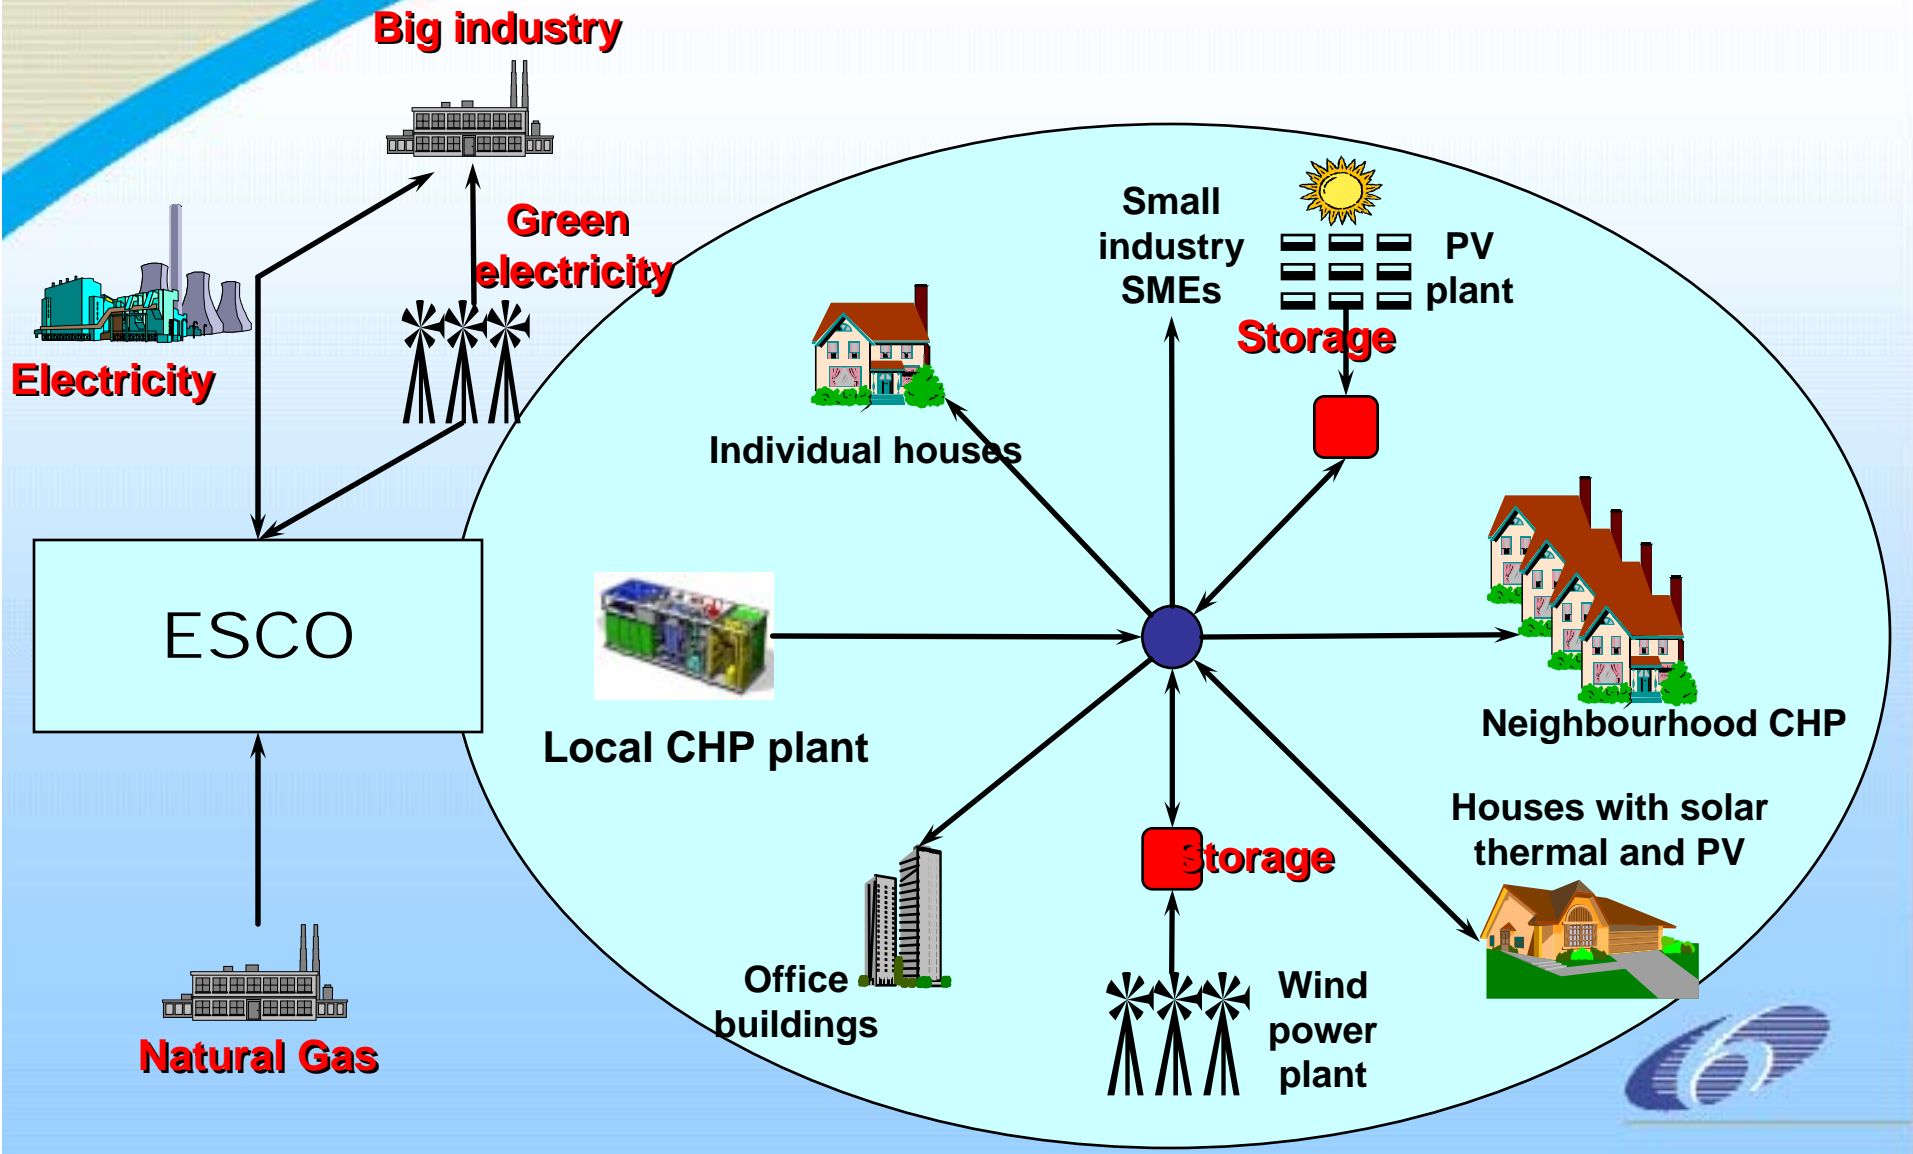 Big industry
Green
electricity
Electricity
ESCO
Natural Gas
Small
industry
SMEs
PV
plant
Storage
Individual houses
Local CHP plant
Neighbourhood CHP
Houses with solar
thermal and PV
Storage
Office
buildings
Wind
power
plant